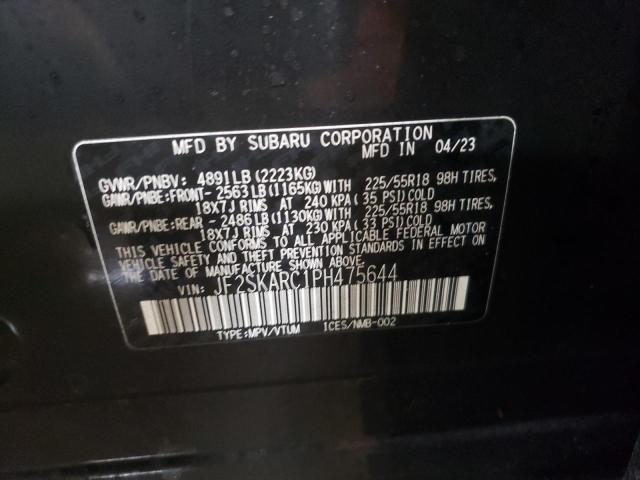 MFD BY SUBARU CORPORATION
MFD IN 04/23
GVWR/PNBV: 4891LB(2223KG)
GAWR/PNBE:FRONT-2563LB(1165KG)WITH 225/55R18 98H TIRES,
18X7J RIMS AT 240 KPA(35 PSI)COLD
GAWR/PNBE:REAR -2486LB(1130KG)WITH 225/55R18 98H TIRES,
18X7J RIMS AT 230 KPA(33 PSI)COLD
THIS VEHICLE CONFORMS TO ALL APPLICABLE FEDERAL MOTOR
VEHICLE SAFETY AND THEFT PREVENTION STANDARDS IN EFFECT
ON THE DATE OF MANUFACTURE SHOWN ABOVE.
VIN: JF2SKARC1PH475644
TYPE:MPV/VTUM ICES/NMB-002